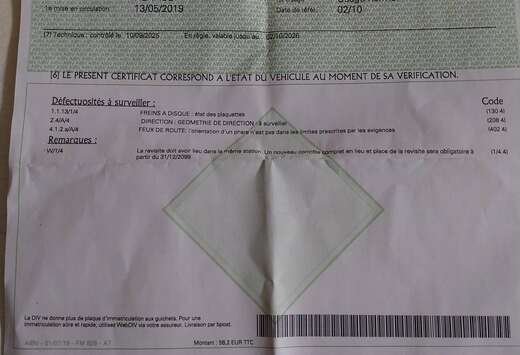 1e mise en circulation 13/05/2019
Date de référ. 02/10
(7) Technique : contrôlé le 10/09/2025 En règle, valable jusqu'au 02/10/2026
(6) LE PRESENT CERTIFICAT CORRESPOND A L'ETAT DU VEHICULE AU MOMENT DE SA VERIFICATION.
Défectuosités à surveiller : Code
1.1.13/1/4 FREINS A DISQUE : état des plaquettes (130.4)
2.4/A/4 DIRECTION : GEOMETRIE DE DIRECTION - à surveiller (208.4)
4.1.2.a/A/4 FEUX DE ROUTE: l'orientation d'un phare n'est pas dans les limites prescrites par les exigences (402.4)
Remarques :
W/1/4 La revisite doit avoir lieu dans la même station. Un nouveau contrôle complet en lieu et place de la revisite sera obligatoire à (1/4.4)
partir du 31/12/2099
La DIV ne donne plus de plaque d'immatriculation aux guichets. Pour une
immatriculation sûre et rapide, utilisez WebDIV via votre assureur. Livraison par bpost.
Montant : 58,2 EUR TTC